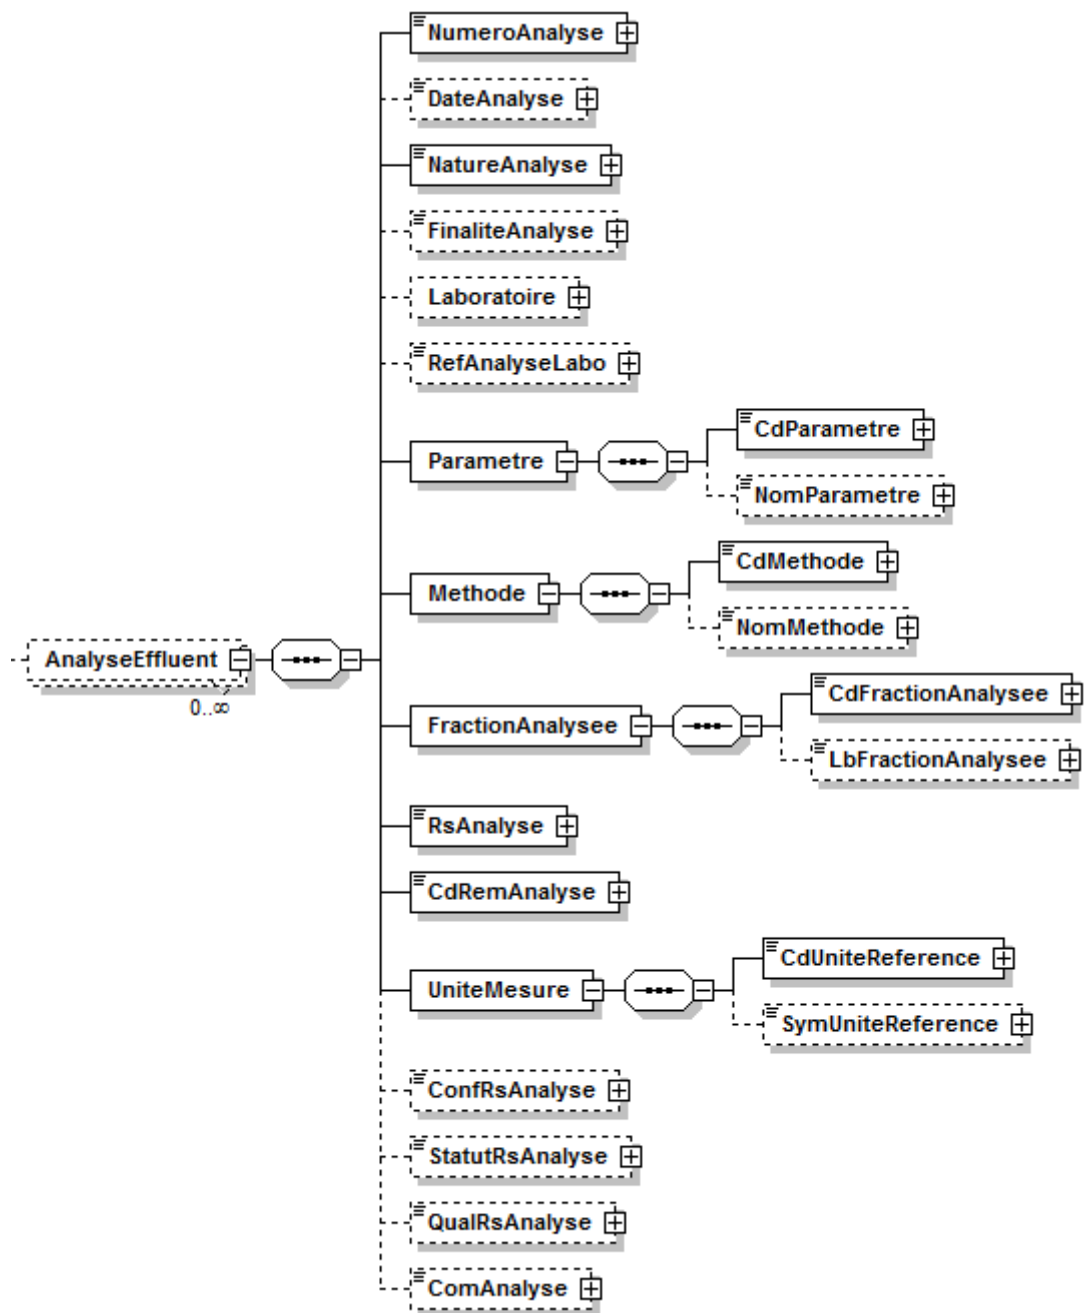 NumeroAnalyse
DateAnalyse
NatureAnalyse
FinaliteAnalyse
Laboratoire
RefAnalyseLabo
Parametre
CdParametre
NomParametre
Methode
CdMethode
NomMethode
AnalyseEffluent
0..∞
FractionAnalysee
CdFractionAnalysee
LbFractionAnalysee
RsAnalyse
CdRemAnalyse
UniteMesure
CdUniteReference
SymUniteReference
ConfRsAnalyse
StatutRsAnalyse
QualRsAnalyse
ComAnalyse